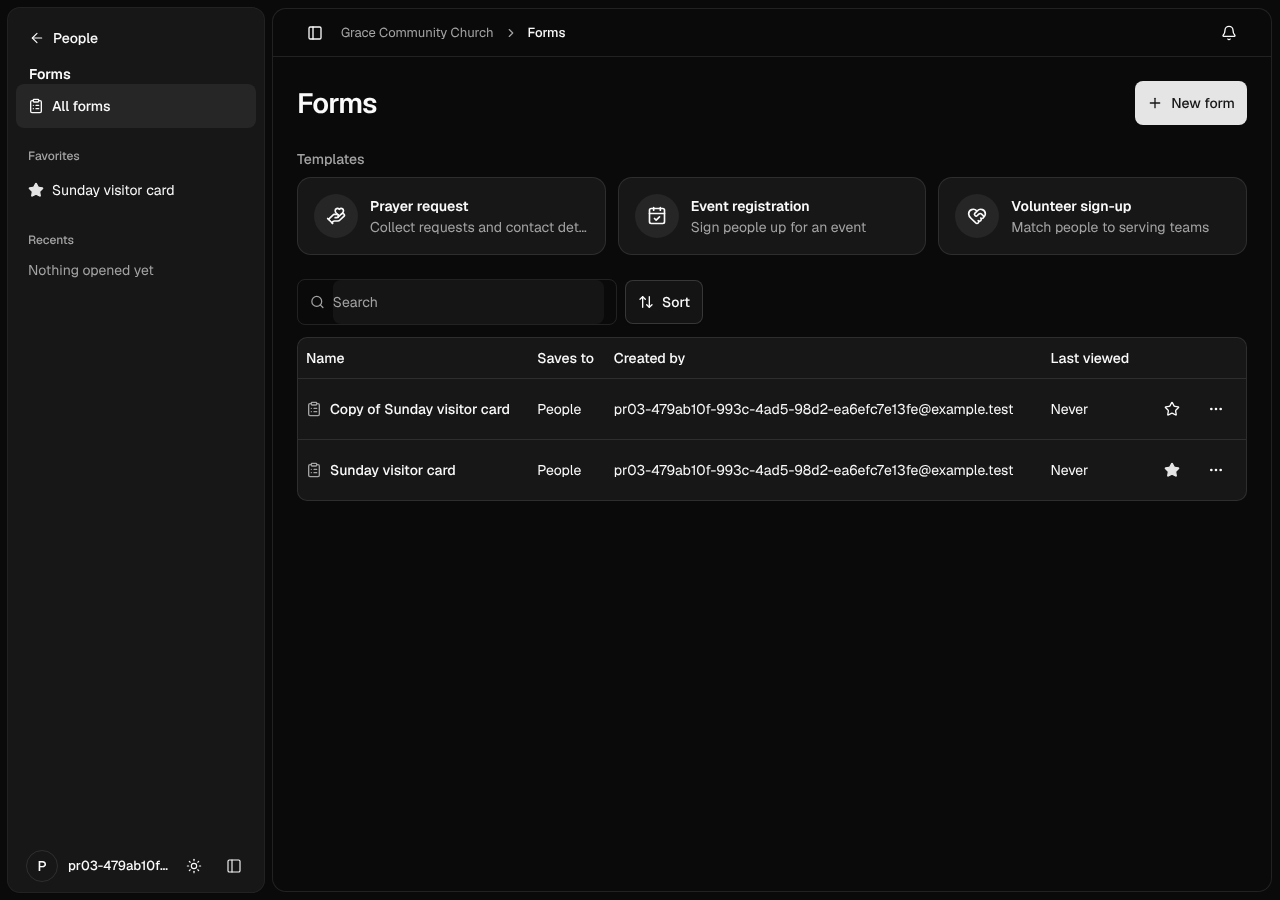 People
Forms
All forms
Favorites
Sunday visitor card
Recents
Nothing opened yet
P pr03-479ab10f...
Grace Community Church > Forms
Forms
New form
Templates
Prayer request
Collect requests and contact det...
Event registration
Sign people up for an event
Volunteer sign-up
Match people to serving teams
Search
Sort
Name Saves to Created by Last viewed
Copy of Sunday visitor card People pr03-479ab10f-993c-4ad5-98d2-ea6efc7e13fe@example.test Never
Sunday visitor card People pr03-479ab10f-993c-4ad5-98d2-ea6efc7e13fe@example.test Never